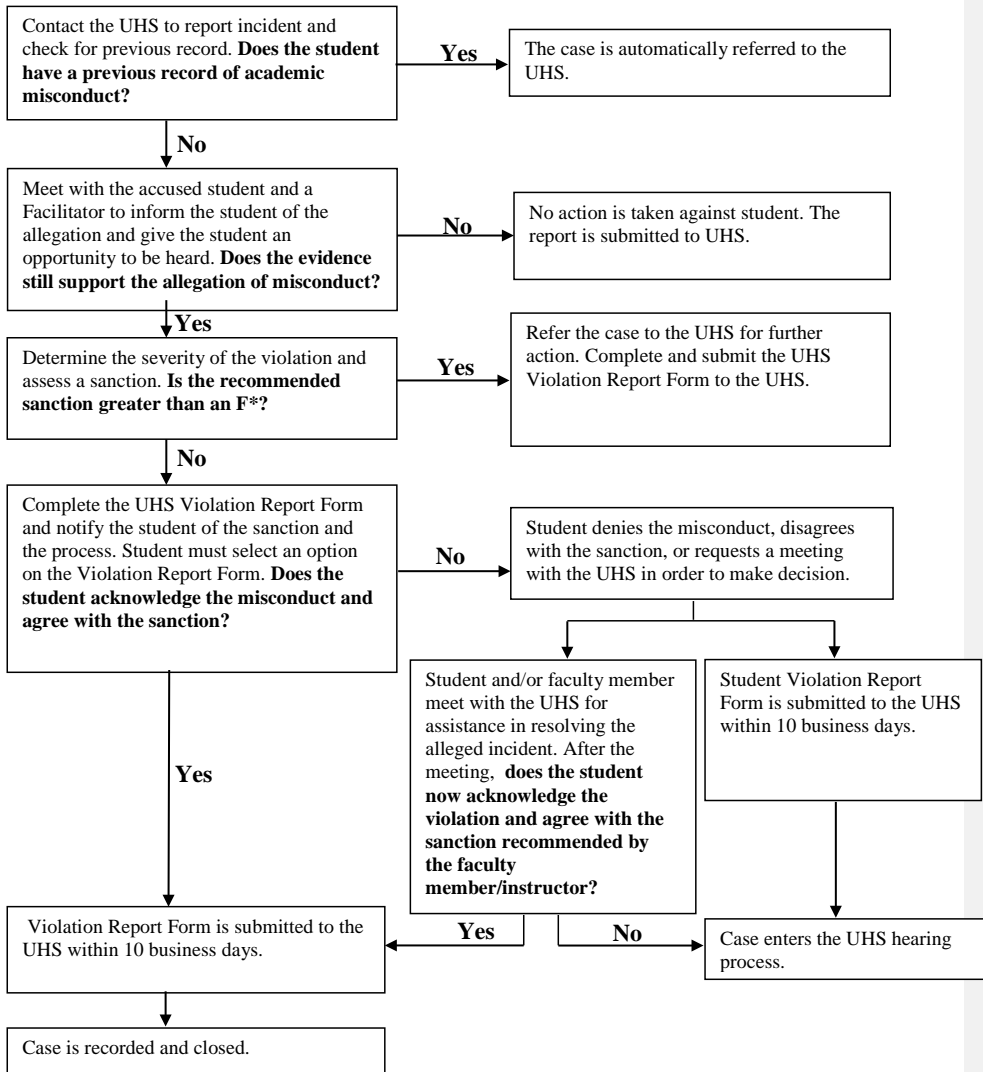 Contact the UHS to report incident and
check for previous record. Does the student
have a previous record of academic
misconduct?
Yes
The case is automatically referred to the
UHS.
No
Meet with the accused student and a
Facilitator to inform the student of the
allegation and give the student an
opportunity to be heard. Does the evidence
still support the allegation of misconduct?
No
No action is taken against student. The
report is submitted to UHS.
Yes
Determine the severity of the violation and
assess a sanction. Is the recommended
sanction greater than an F*?
Yes
Refer the case to the UHS for further
action. Complete and submit the UHS
Violation Report Form to the UHS.
No
Complete the UHS Violation Report Form
and notify the student of the sanction and
the process. Student must select an option
on the Violation Report Form. Does the
student acknowledge the misconduct and
agree with the sanction?
No
Student denies the misconduct, disagrees
with the sanction, or requests a meeting
with the UHS in order to make decision.
Student and/or faculty member
meet with the UHS for
assistance in resolving the
alleged incident. After the
meeting, does the student
now acknowledge the
violation and agree with the
sanction recommended by
the faculty
member/instructor?
Student Violation Report
Form is submitted to the UHS
within 10 business days.
Yes
Violation Report Form is submitted to the
UHS within 10 business days.
Yes
No
Case enters the UHS hearing
process.
Case is recorded and closed.